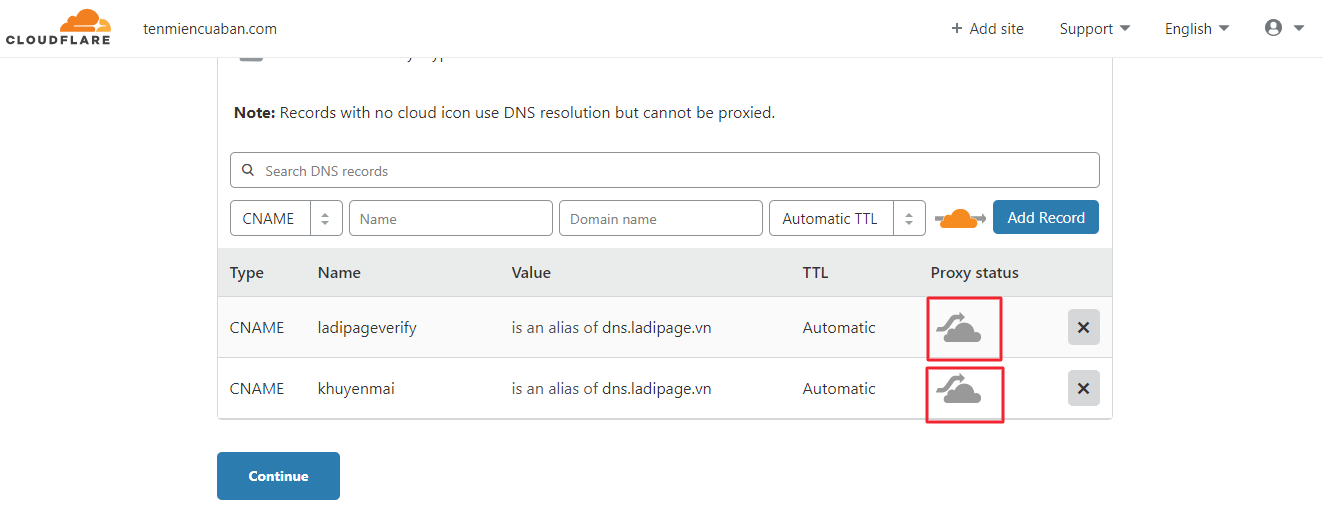 CLOUDFLARE tenmiencuaban.com + Add site Support English
Note: Records with no cloud icon use DNS resolution but cannot be proxied.
Search DNS records
CNAME Name Domain name Automatic TTL Add Record
Type Name Value TTL Proxy status
CNAME ladipageverify is an alias of dns.ladipage.vn Automatic
CNAME khuyenmai is an alias of dns.ladipage.vn Automatic
Continue